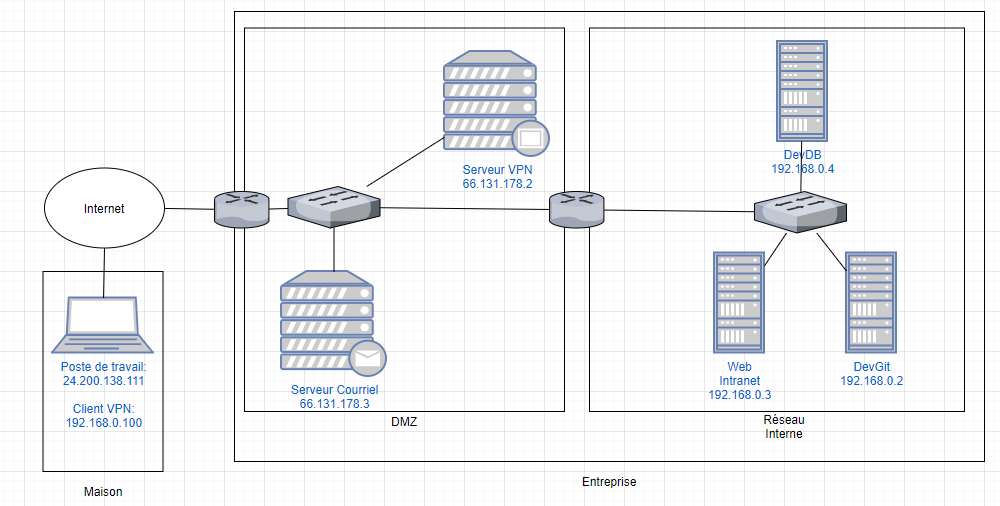 Internet
Poste de travail:
24.200.138.111
Client VPN:
192.168.0.100
Maison
Serveur VPN
66.131.178.2
Serveur Courriel
66.131.178.3
DMZ
DevDB
192.168.0.4
Web
Intranet
192.168.0.3
DevGit
192.168.0.2
Réseau
Interne
Entreprise